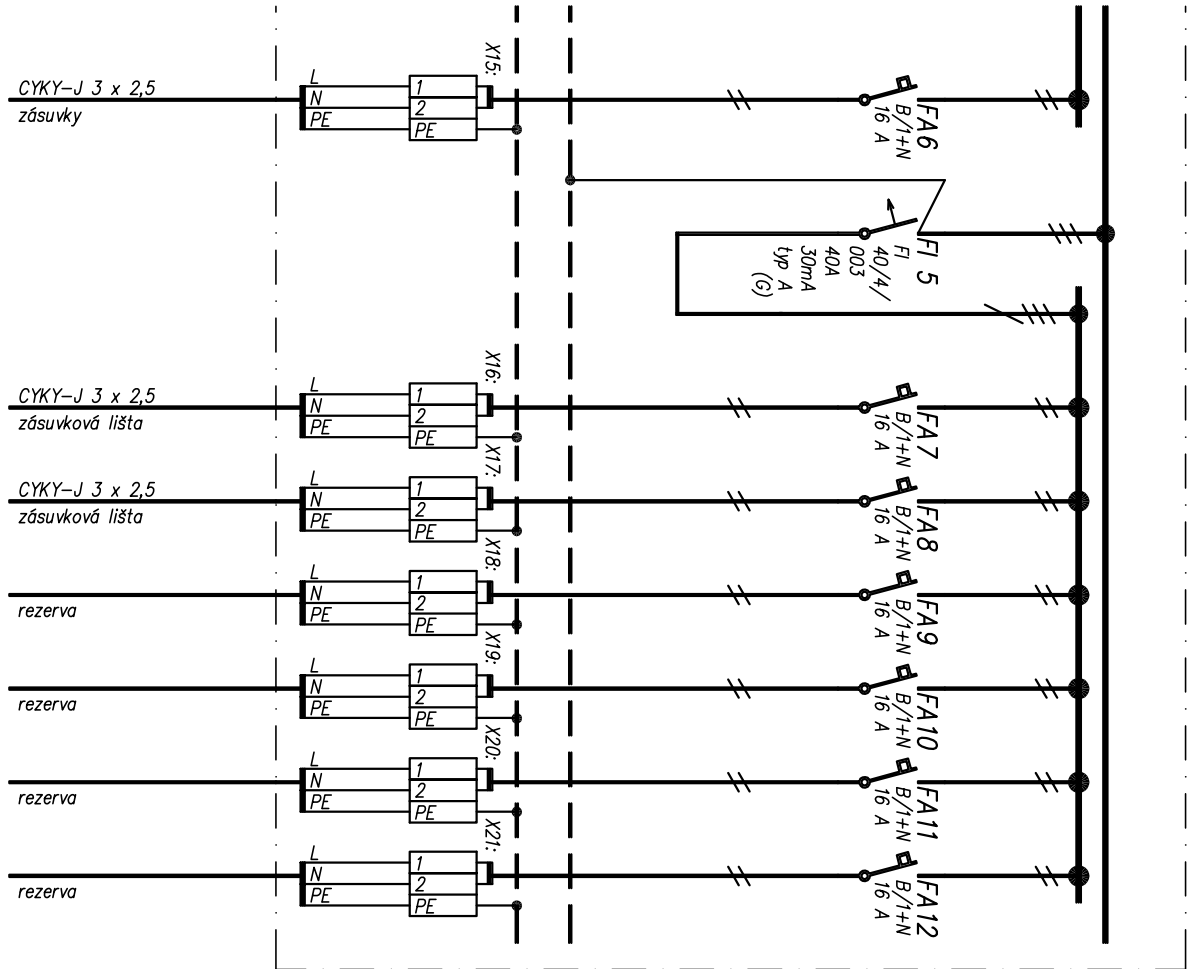 CYKY-J 3 x 2,5
zásuvky
L
N
PE
1
2
PE
X15:
FA6
B/1+N
16 A
FI 5
FI
40/4/
003
40A
30mA
typ A
(G)
CYKY-J 3 x 2,5
zásuvková lišta
L
N
PE
1
2
PE
X16:
FA7
B/1+N
16 A
CYKY-J 3 x 2,5
zásuvková lišta
L
N
PE
1
2
PE
X17:
FA8
B/1+N
16 A
rezerva
L
N
PE
1
2
PE
X18:
FA9
B/1+N
16 A
rezerva
L
N
PE
1
2
PE
X19:
FA10
B/1+N
16 A
rezerva
L
N
PE
1
2
PE
X20:
FA11
B/1+N
16 A
rezerva
L
N
PE
1
2
PE
X21:
FA12
B/1+N
16 A